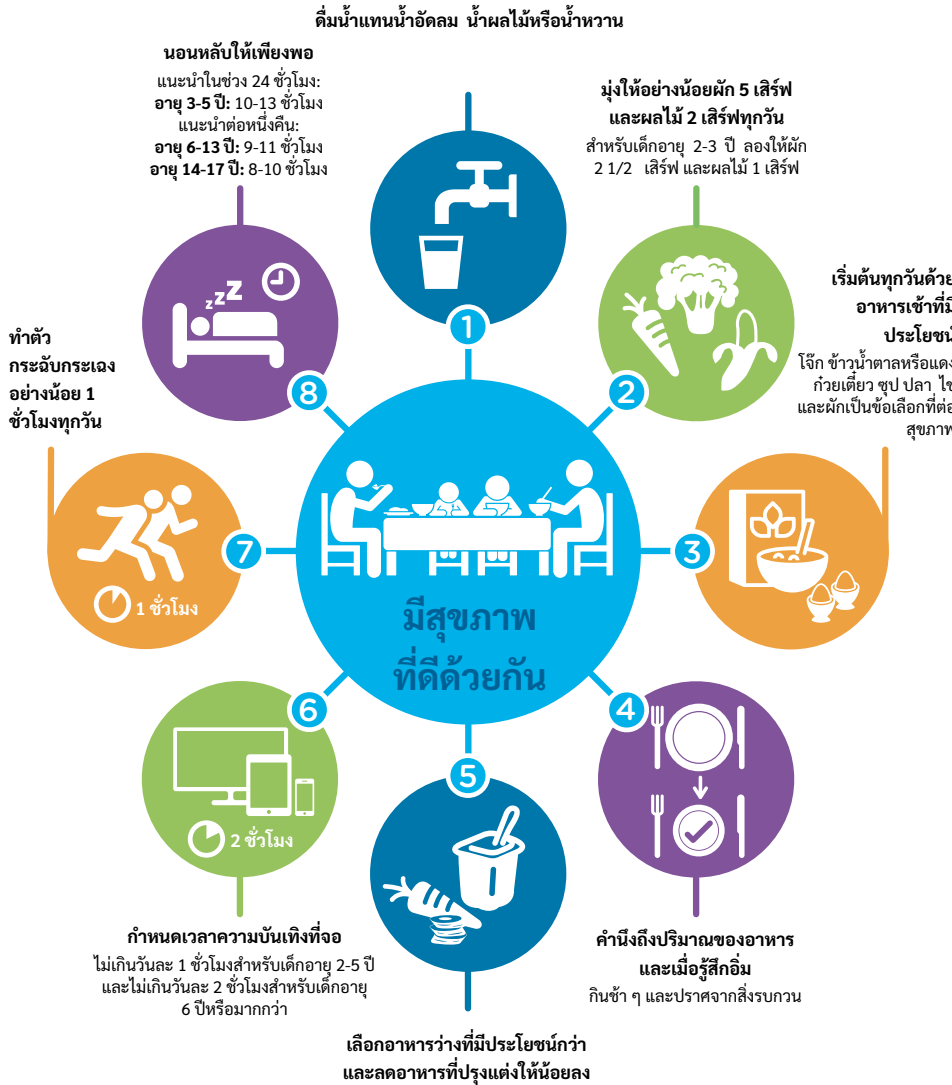 ดื่มน้ำแทนน้ำอัดลม น้ำผลไม้หรือน้ำหวาน
1
มุ่งให้อย่างน้อยผัก 5 เสิร์ฟ
และผลไม้ 2 เสิร์ฟทุกวัน
สำหรับเด็กอายุ 2-3 ปี ลองให้ผัก
2 1/2 เสิร์ฟ และผลไม้ 1 เสิร์ฟ
2
เริ่มต้นทุกวันด้วย
อาหารเช้าที่มี
ประโยชน์
โจ๊ก ข้าวน้ำตาลหรือแดง
ก๋วยเตี๋ยว ซุป ปลา ไข่
และผักเป็นข้อเลือกที่ต่อ
สุขภาพ
3
4
คำนึงถึงปริมาณของอาหาร
และเมื่อรู้สึกอิ่ม
กินช้า ๆ และปราศจากสิ่งรบกวน
5
เลือกอาหารว่างที่มีประโยชน์กว่า
และลดอาหารที่ปรุงแต่งให้น้อยลง
6
2 ชั่วโมง
กำหนดเวลาความบันเทิงที่จอ
ไม่เกินวันละ 1 ชั่วโมงสำหรับเด็กอายุ 2-5 ปี
และไม่เกินวันละ 2 ชั่วโมงสำหรับเด็กอายุ
6 ปีหรือมากกว่า
ทำตัว
กระฉับกระเฉง
อย่างน้อย 1
ชั่วโมงทุกวัน
7
1 ชั่วโมง
นอนหลับให้เพียงพอ
แนะนำในช่วง 24 ชั่วโมง:
อายุ 3-5 ปี: 10-13 ชั่วโมง
แนะนำต่อหนึ่งคืน:
อายุ 6-13 ปี: 9-11 ชั่วโมง
อายุ 14-17 ปี: 8-10 ชั่วโมง
zzZZ
8
มีสุขภาพ
ที่ดีด้วยกัน